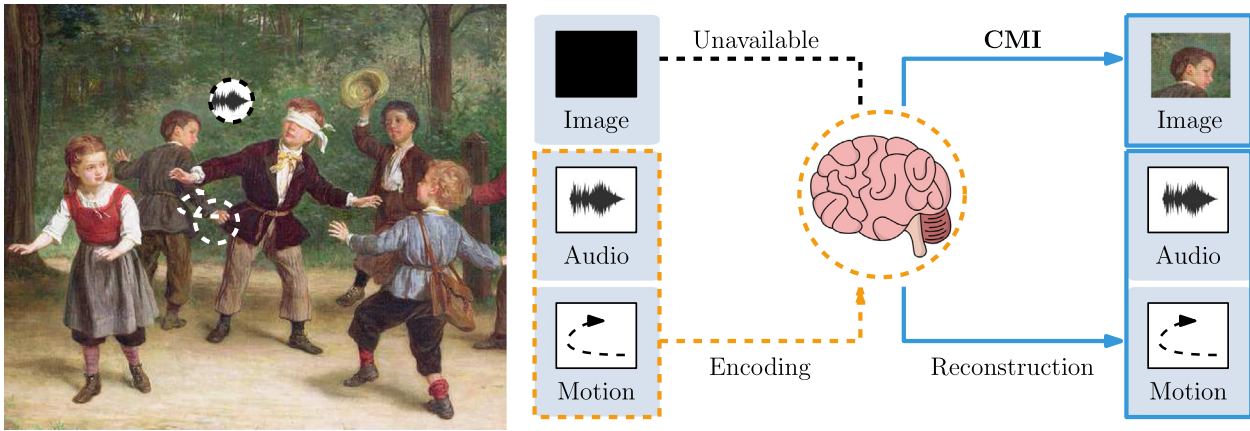 Unavailable
CMI
Image
Image
Audio
Audio
Motion
Encoding
Reconstruction
Motion